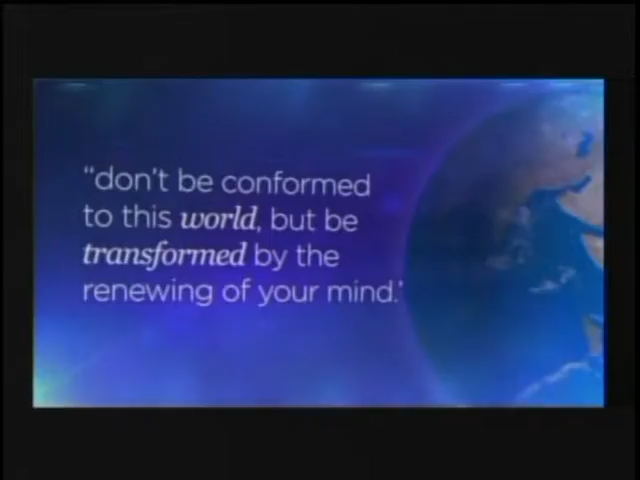 “don't be conformed
to this world, but be
transformed by the
renewing of your mind.'